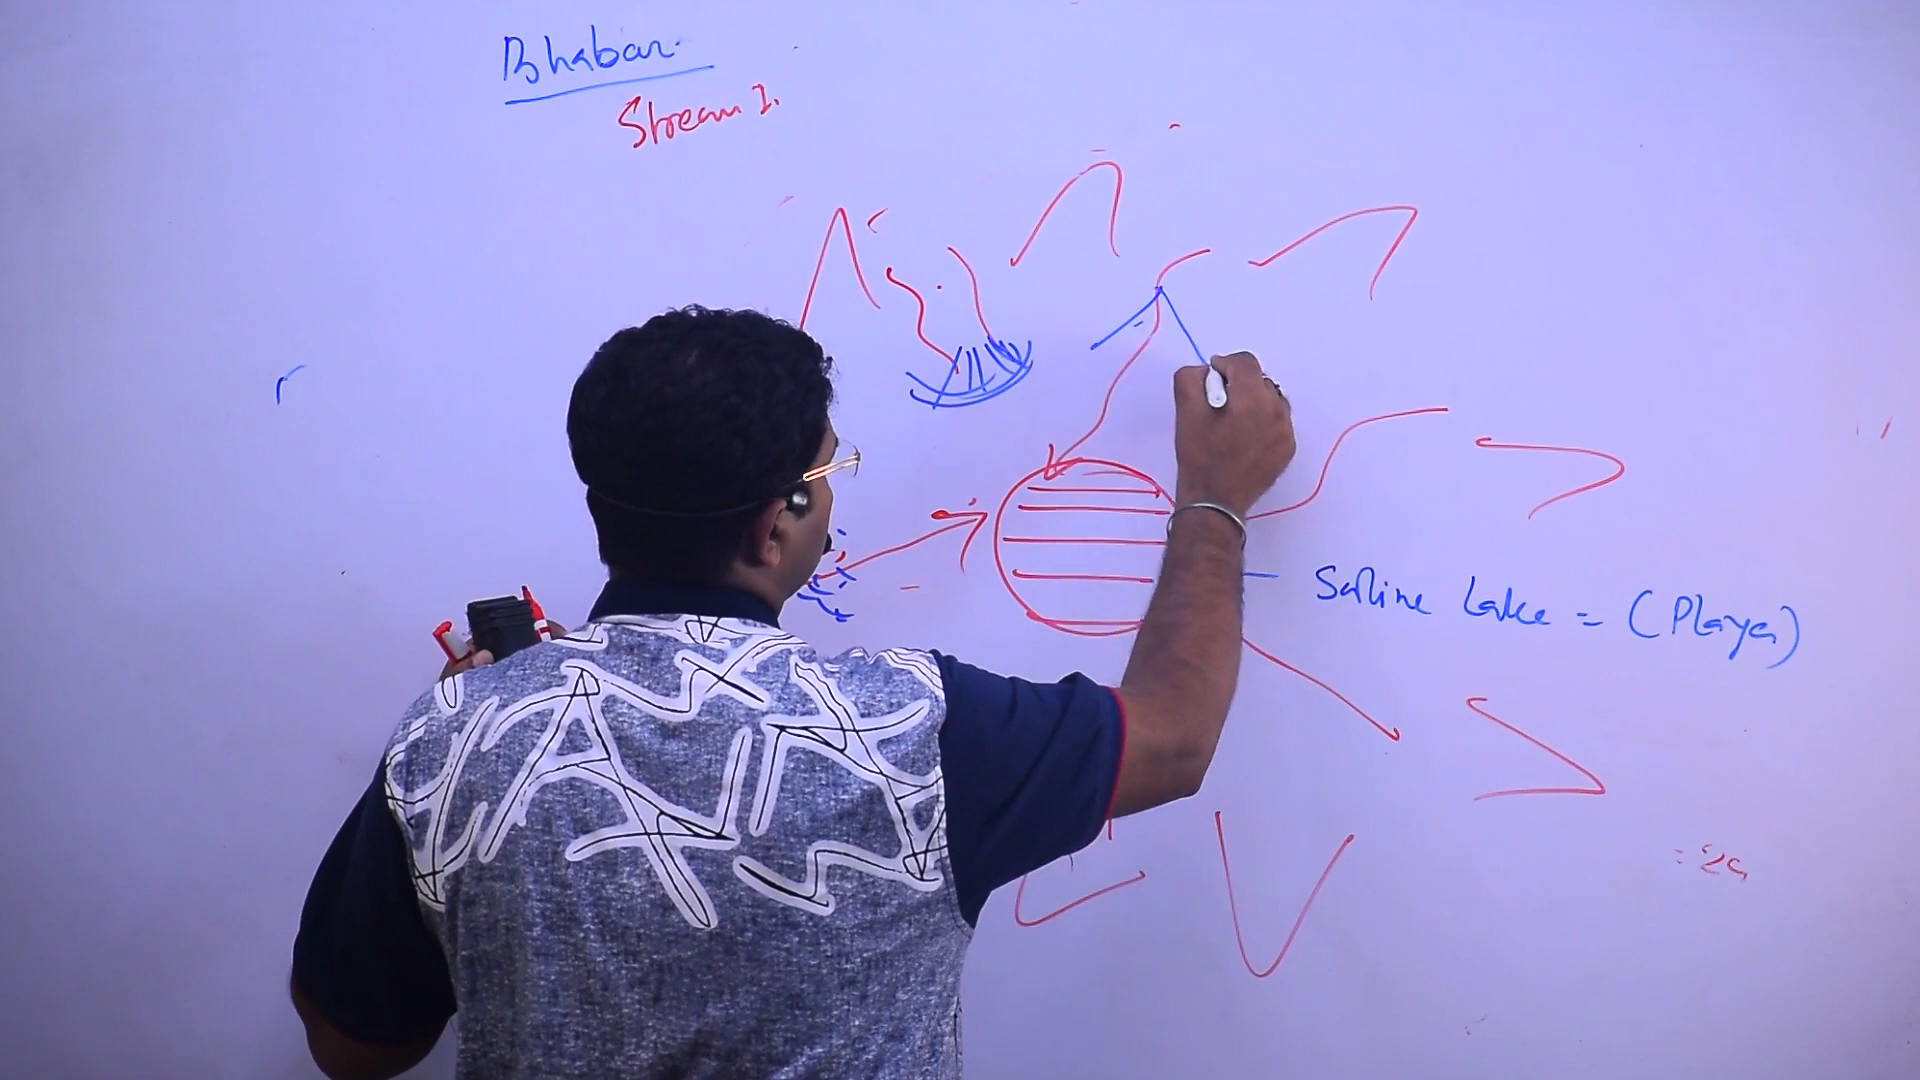 Bhabar
Stream I.
Saline Lake = (Playa)